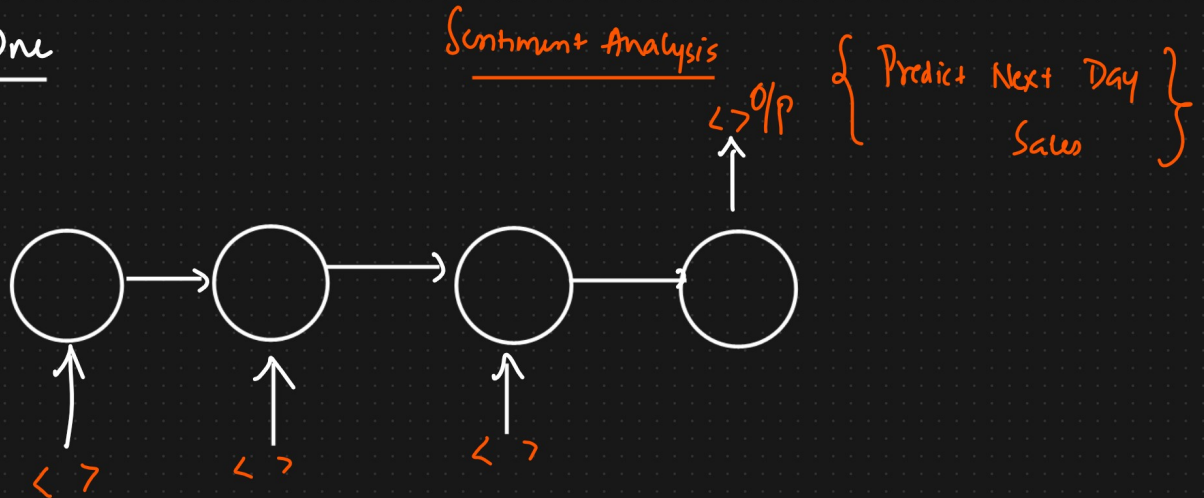 One
Sentiment Analysis
{ Predict Next Day
Sales }
< > O/P
< >
< >
< >